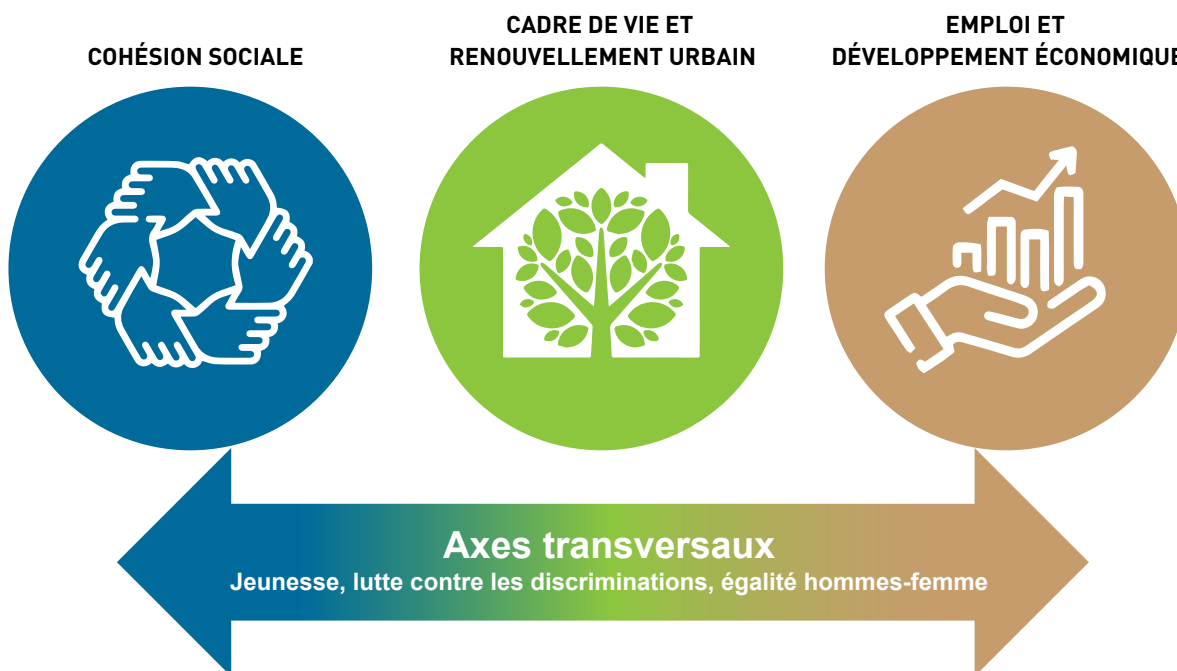 COHÉSION SOCIALE
CADRE DE VIE ET
RENOUVELLEMENT URBAIN
EMPLOI ET
DÉVELOPPEMENT ÉCONOMIQUE
Axes transversaux
Jeunesse, lutte contre les discriminations, égalité hommes-femme